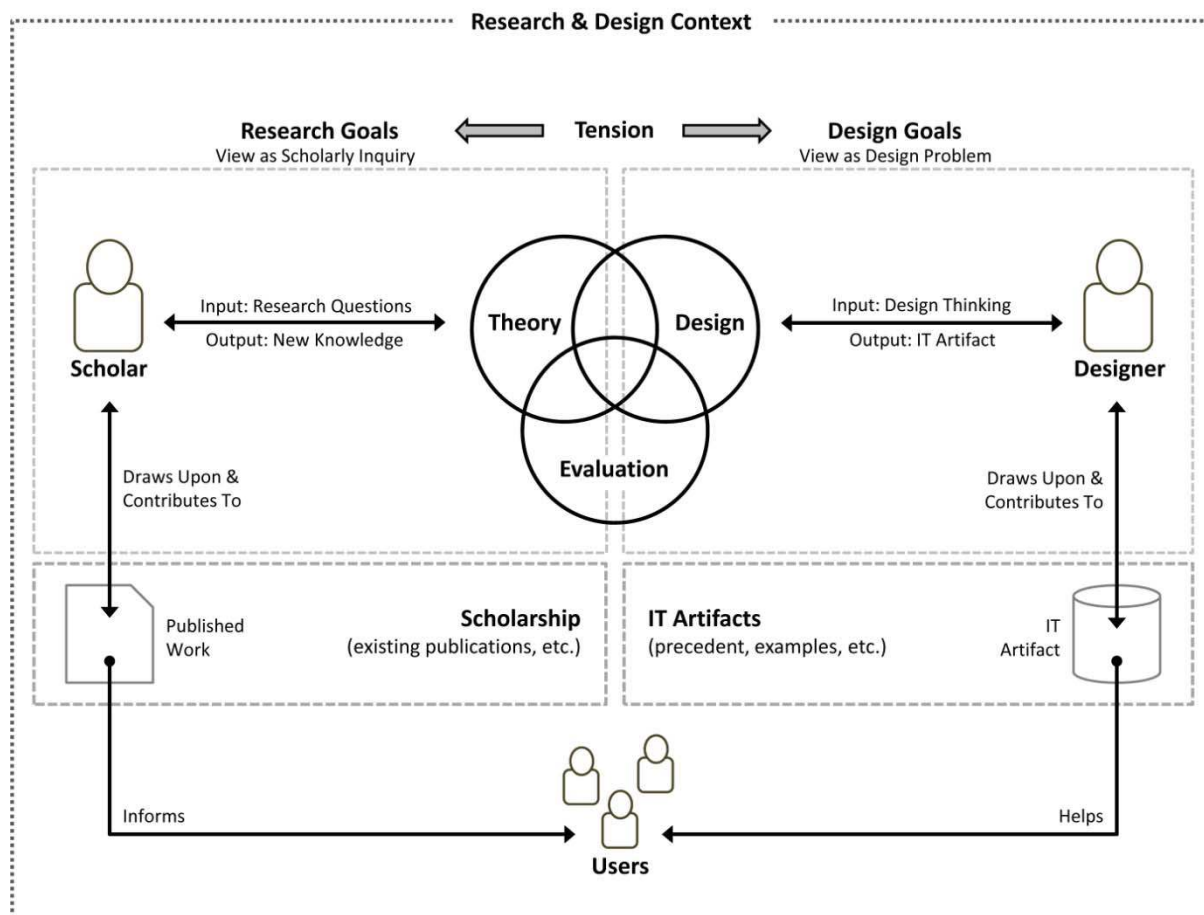 Research & Design Context
Research Goals
View as Scholarly Inquiry
Tension
Design Goals
View as Design Problem
Scholar
Input: Research Questions
Output: New Knowledge
Theory
Design
Evaluation
Input: Design Thinking
Output: IT Artifact
Designer
Draws Upon &
Contributes To
Draws Upon &
Contributes To
Published
Work
Scholarship
(existing publications, etc.)
IT Artifacts
(precedent, examples, etc.)
IT
Artifact
Informs
Helps
Users